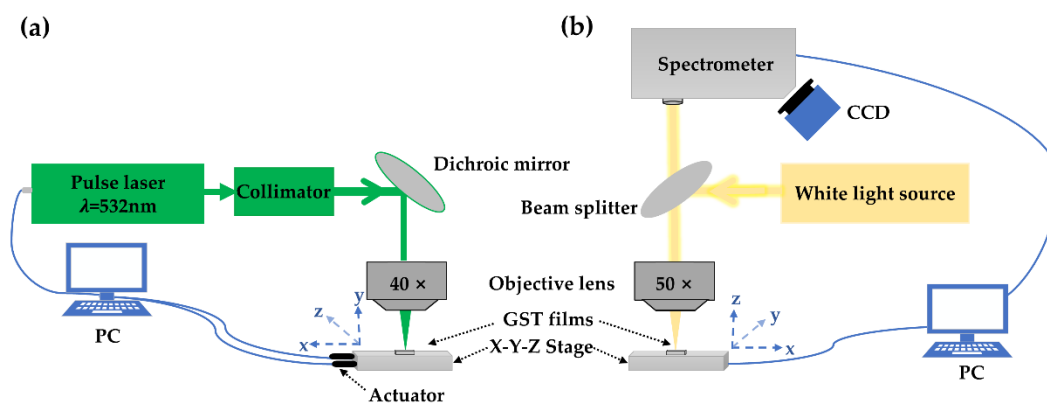 (a)
Pulse laser
λ=532nm
Collimator
Dichroic mirror
40 ×
PC
y
z
x
Actuator
(b)
Spectrometer
CCD
Beam splitter
White light source
Objective lens
50 ×
GST films
X-Y-Z Stage
z
y
x
PC